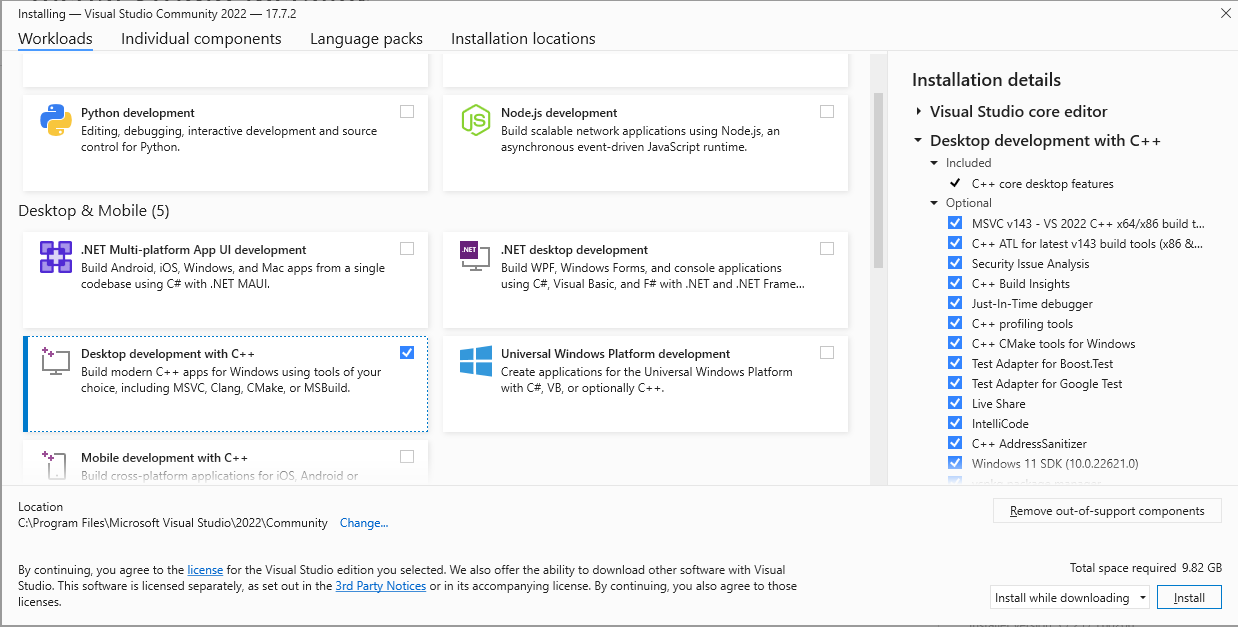 Installing — Visual Studio Community 2022 — 17.7.2
Workloads
Individual components
Language packs
Installation locations
Python development
Editing, debugging, interactive development and source
control for Python.
Node.js development
Build scalable network applications using Node.js, an
asynchronous event-driven JavaScript runtime.
Desktop & Mobile (5)
.NET Multi-platform App UI development
Build Android, iOS, Windows, and Mac apps from a single
codebase using C# with .NET MAUI.
.NET
.NET desktop development
Build WPF, Windows Forms, and console applications
using C#, Visual Basic, and F# with .NET and .NET Frame...
Desktop development with C++
Build modern C++ apps for Windows using tools of your
choice, including MSVC, Clang, CMake, or MSBuild.
Universal Windows Platform development
Create applications for the Universal Windows Platform
with C#, VB, or optionally C++.
Mobile development with C++
Build cross-platform applications for iOS, Android or
Installation details
Visual Studio core editor
Desktop development with C++
Included
C++ core desktop features
Optional
MSVC v143 - VS 2022 C++ x64/x86 build t...
C++ ATL for latest v143 build tools (x86 &...
Security Issue Analysis
C++ Build Insights
Just-In-Time debugger
C++ profiling tools
C++ CMake tools for Windows
Test Adapter for Boost.Test
Test Adapter for Google Test
Live Share
IntelliCode
C++ AddressSanitizer
Windows 11 SDK (10.0.22621.0)
Location
C:\Program Files\Microsoft Visual Studio\2022\Community Change...
Remove out-of-support components
By continuing, you agree to the license for the Visual Studio edition you selected. We also offer the ability to download other software with Visual
Studio. This software is licensed separately, as set out in the 3rd Party Notices or in its accompanying license. By continuing, you also agree to those
licenses.
Total space required 9.82 GB
Install while downloading
Install